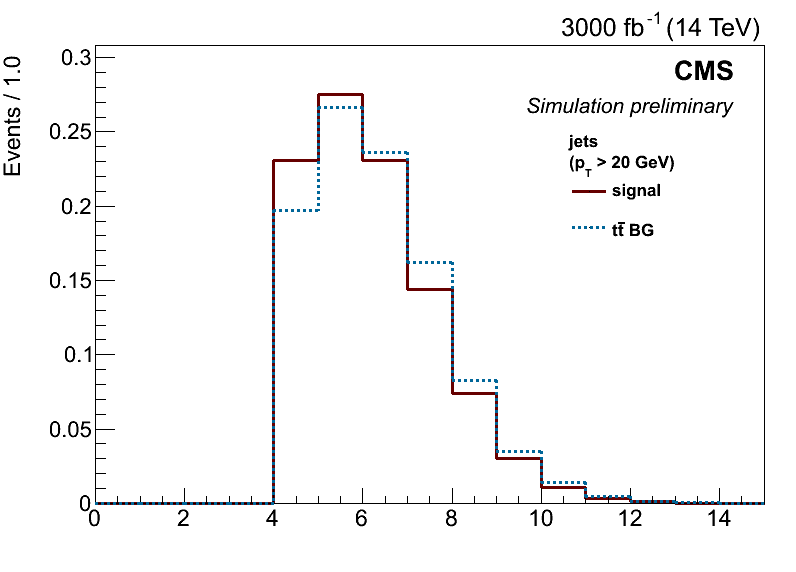 3000 fb⁻¹ (14 TeV)
Events / 1.0
CMS
Simulation preliminary
jets
(p_T > 20 GeV)
signal
tt̄ BG
0.3
0.25
0.2
0.15
0.1
0.05
0
0 2 4 6 8 10 12 14